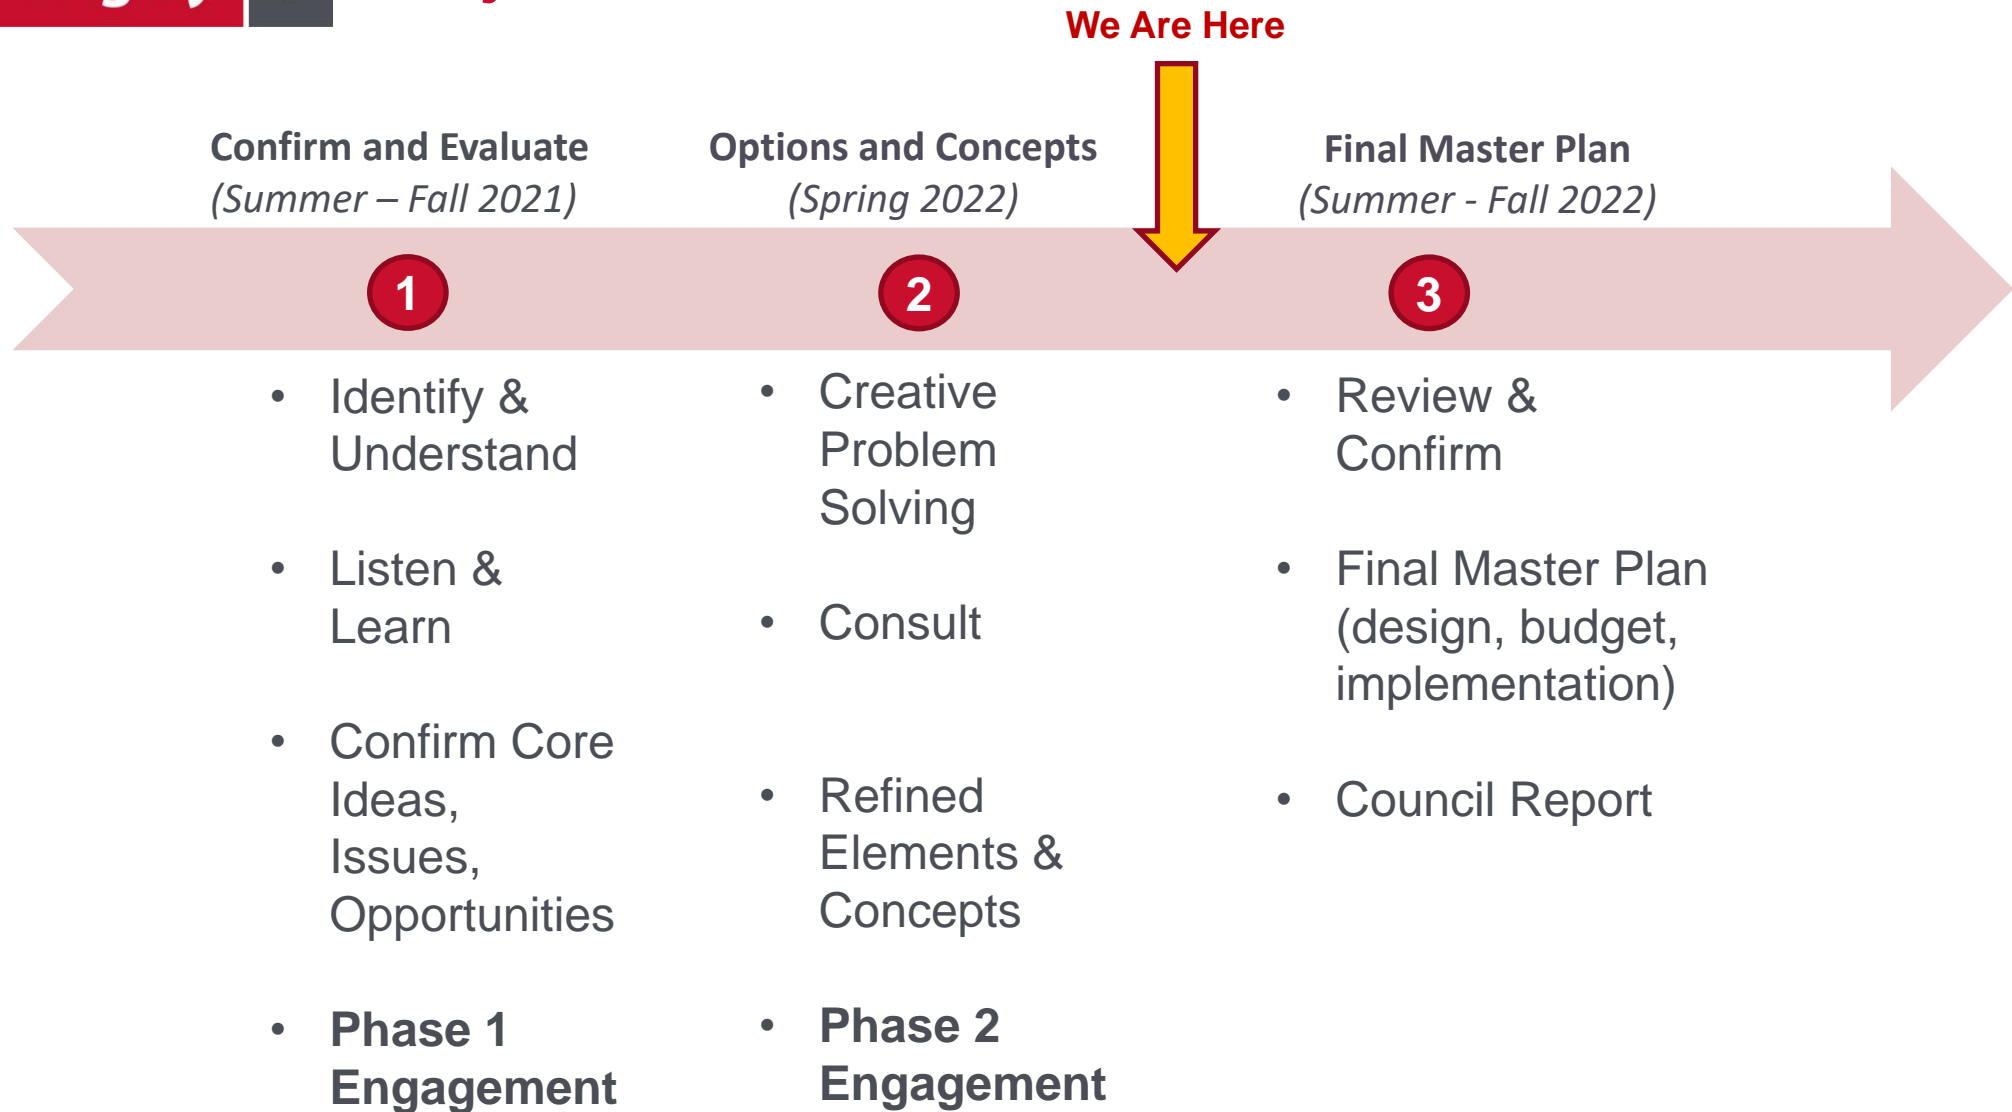 We Are Here
Confirm and Evaluate
(Summer – Fall 2021)
Options and Concepts
(Spring 2022)
Final Master Plan
(Summer - Fall 2022)
1
2
3
• Identify &
Understand
• Listen &
Learn
• Confirm Core
Ideas,
Issues,
Opportunities
• Phase 1
Engagement
• Creative
Problem
Solving
• Consult
• Refined
Elements &
Concepts
• Phase 2
Engagement
• Review &
Confirm
• Final Master Plan
(design, budget,
implementation)
• Council Report